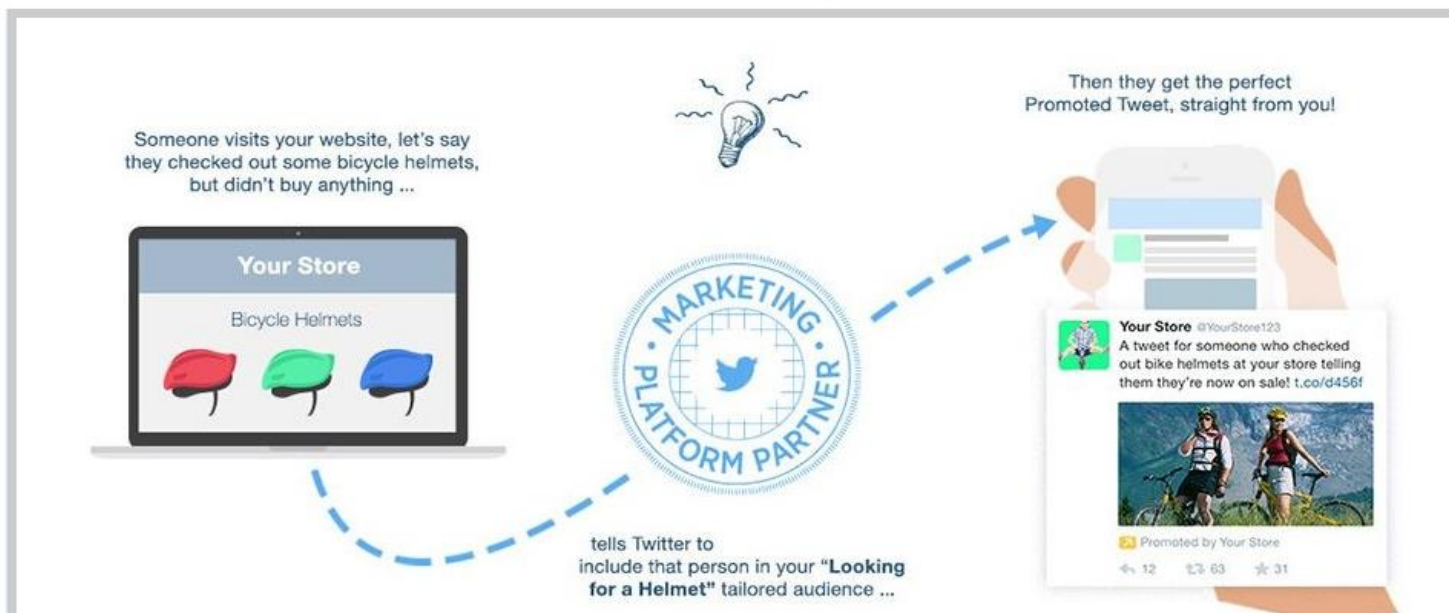 Someone visits your website, let's say
they checked out some bicycle helmets,
but didn't buy anything ...
Your Store
Bicycle Helmets
MARKETING
PLATFORM PARTNER
tells Twitter to
include that person in your “Looking
for a Helmet” tailored audience ...
Then they get the perfect
Promoted Tweet, straight from you!
Your Store @YourStore123
A tweet for someone who checked
out bike helmets at your store telling
them they're now on sale! t.co/d456f
Promoted by Your Store
12 63 31